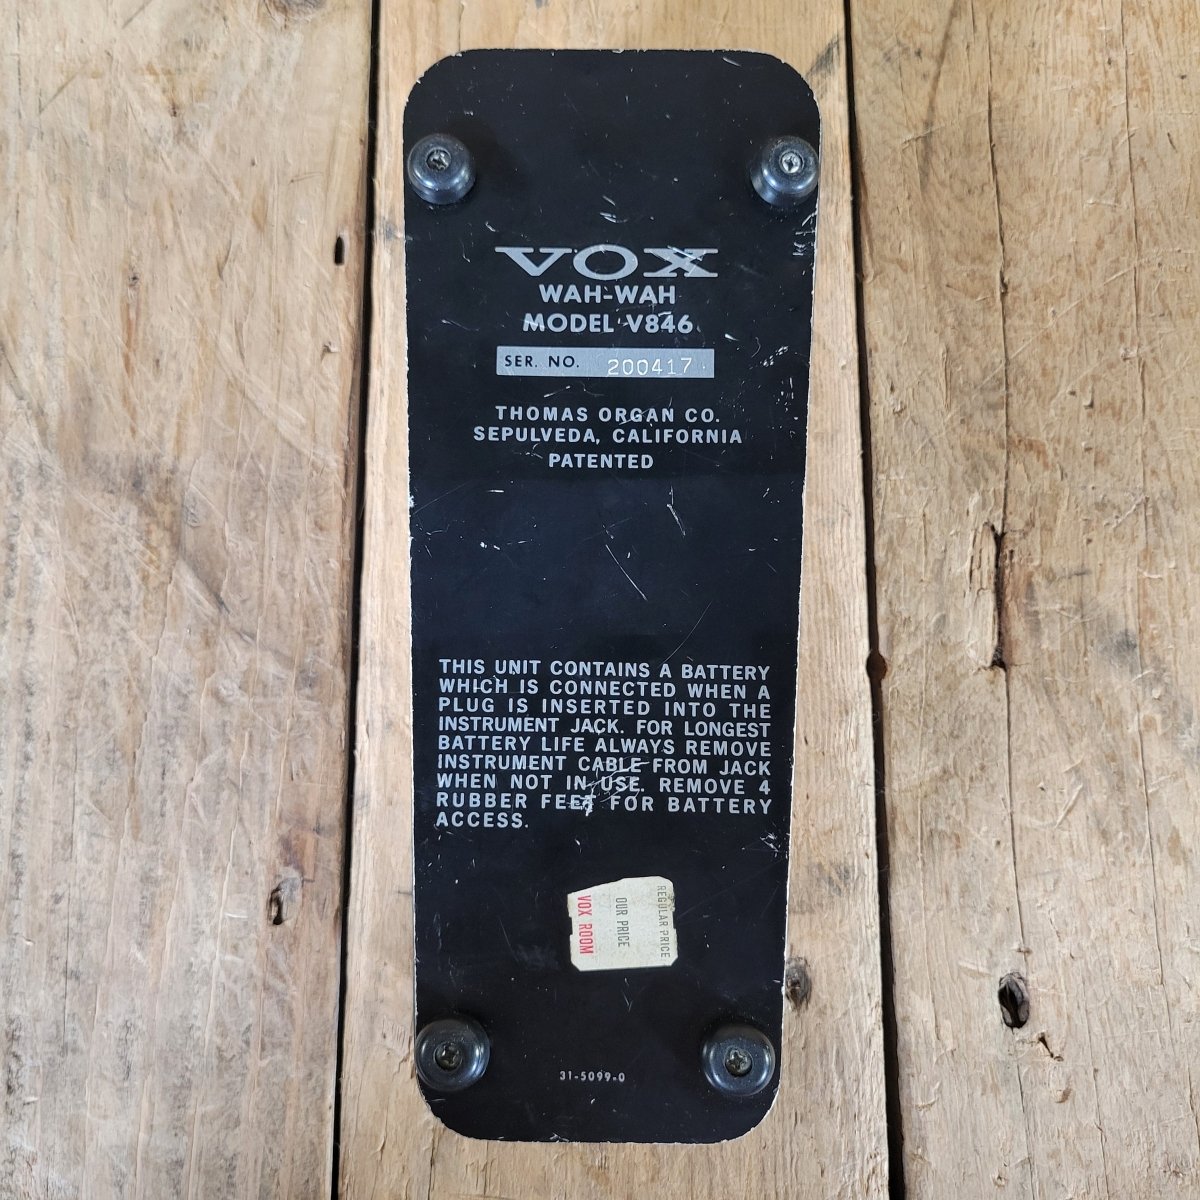 VOX
WAH-WAH
MODEL V846
SER. NO. 200417
THOMAS ORGAN CO.
SEPULVEDA, CALIFORNIA
PATENTED
THIS UNIT CONTAINS A BATTERY
WHICH IS CONNECTED WHEN A
PLUG IS INSERTED INTO THE
INSTRUMENT JACK. FOR LONGEST
BATTERY LIFE ALWAYS REMOVE
INSTRUMENT CABLE FROM JACK
WHEN NOT IN USE. REMOVE 4
RUBBER FEET FOR BATTERY
ACCESS.
REGULAR PRICE
OUR PRICE
VOX ROOM
31-5099-0